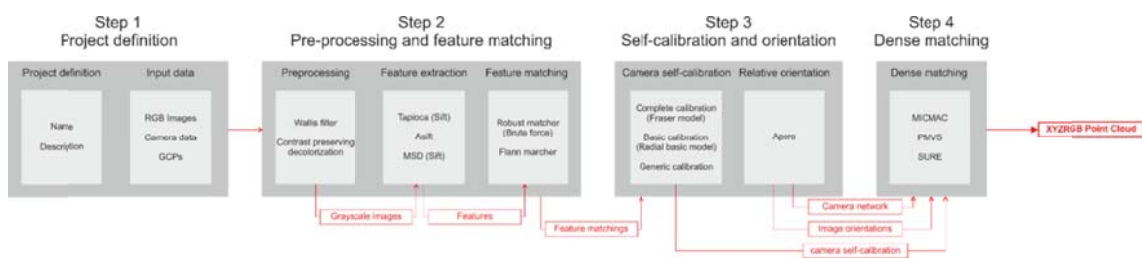 Step 1
Project definition
Project definition
Name
Description
Input data
RGB Images
Camera data
GCPs
Step 2
Pre-processing and feature matching
Preprocessing
Wallis filter
Contrast preserving
decolorization
Feature extraction
Tapioca (Sift)
Asift
MSD (Sift)
Feature matching
Robust matcher
(Brute force)
Flann marcher
Grayscale images
Features
Feature matchings
Step 3
Self-calibration and orientation
Camera self-calibration
Complete calibration
(Fraser model)
Basic calibration
(Radial basic model)
Generic calibration
Relative orientation
Apero
Step 4
Dense matching
Dense matching
MICMAC
PMVS
SURE
Camera network
Image orientations
camera self-calibration
XYZRGB Point Cloud